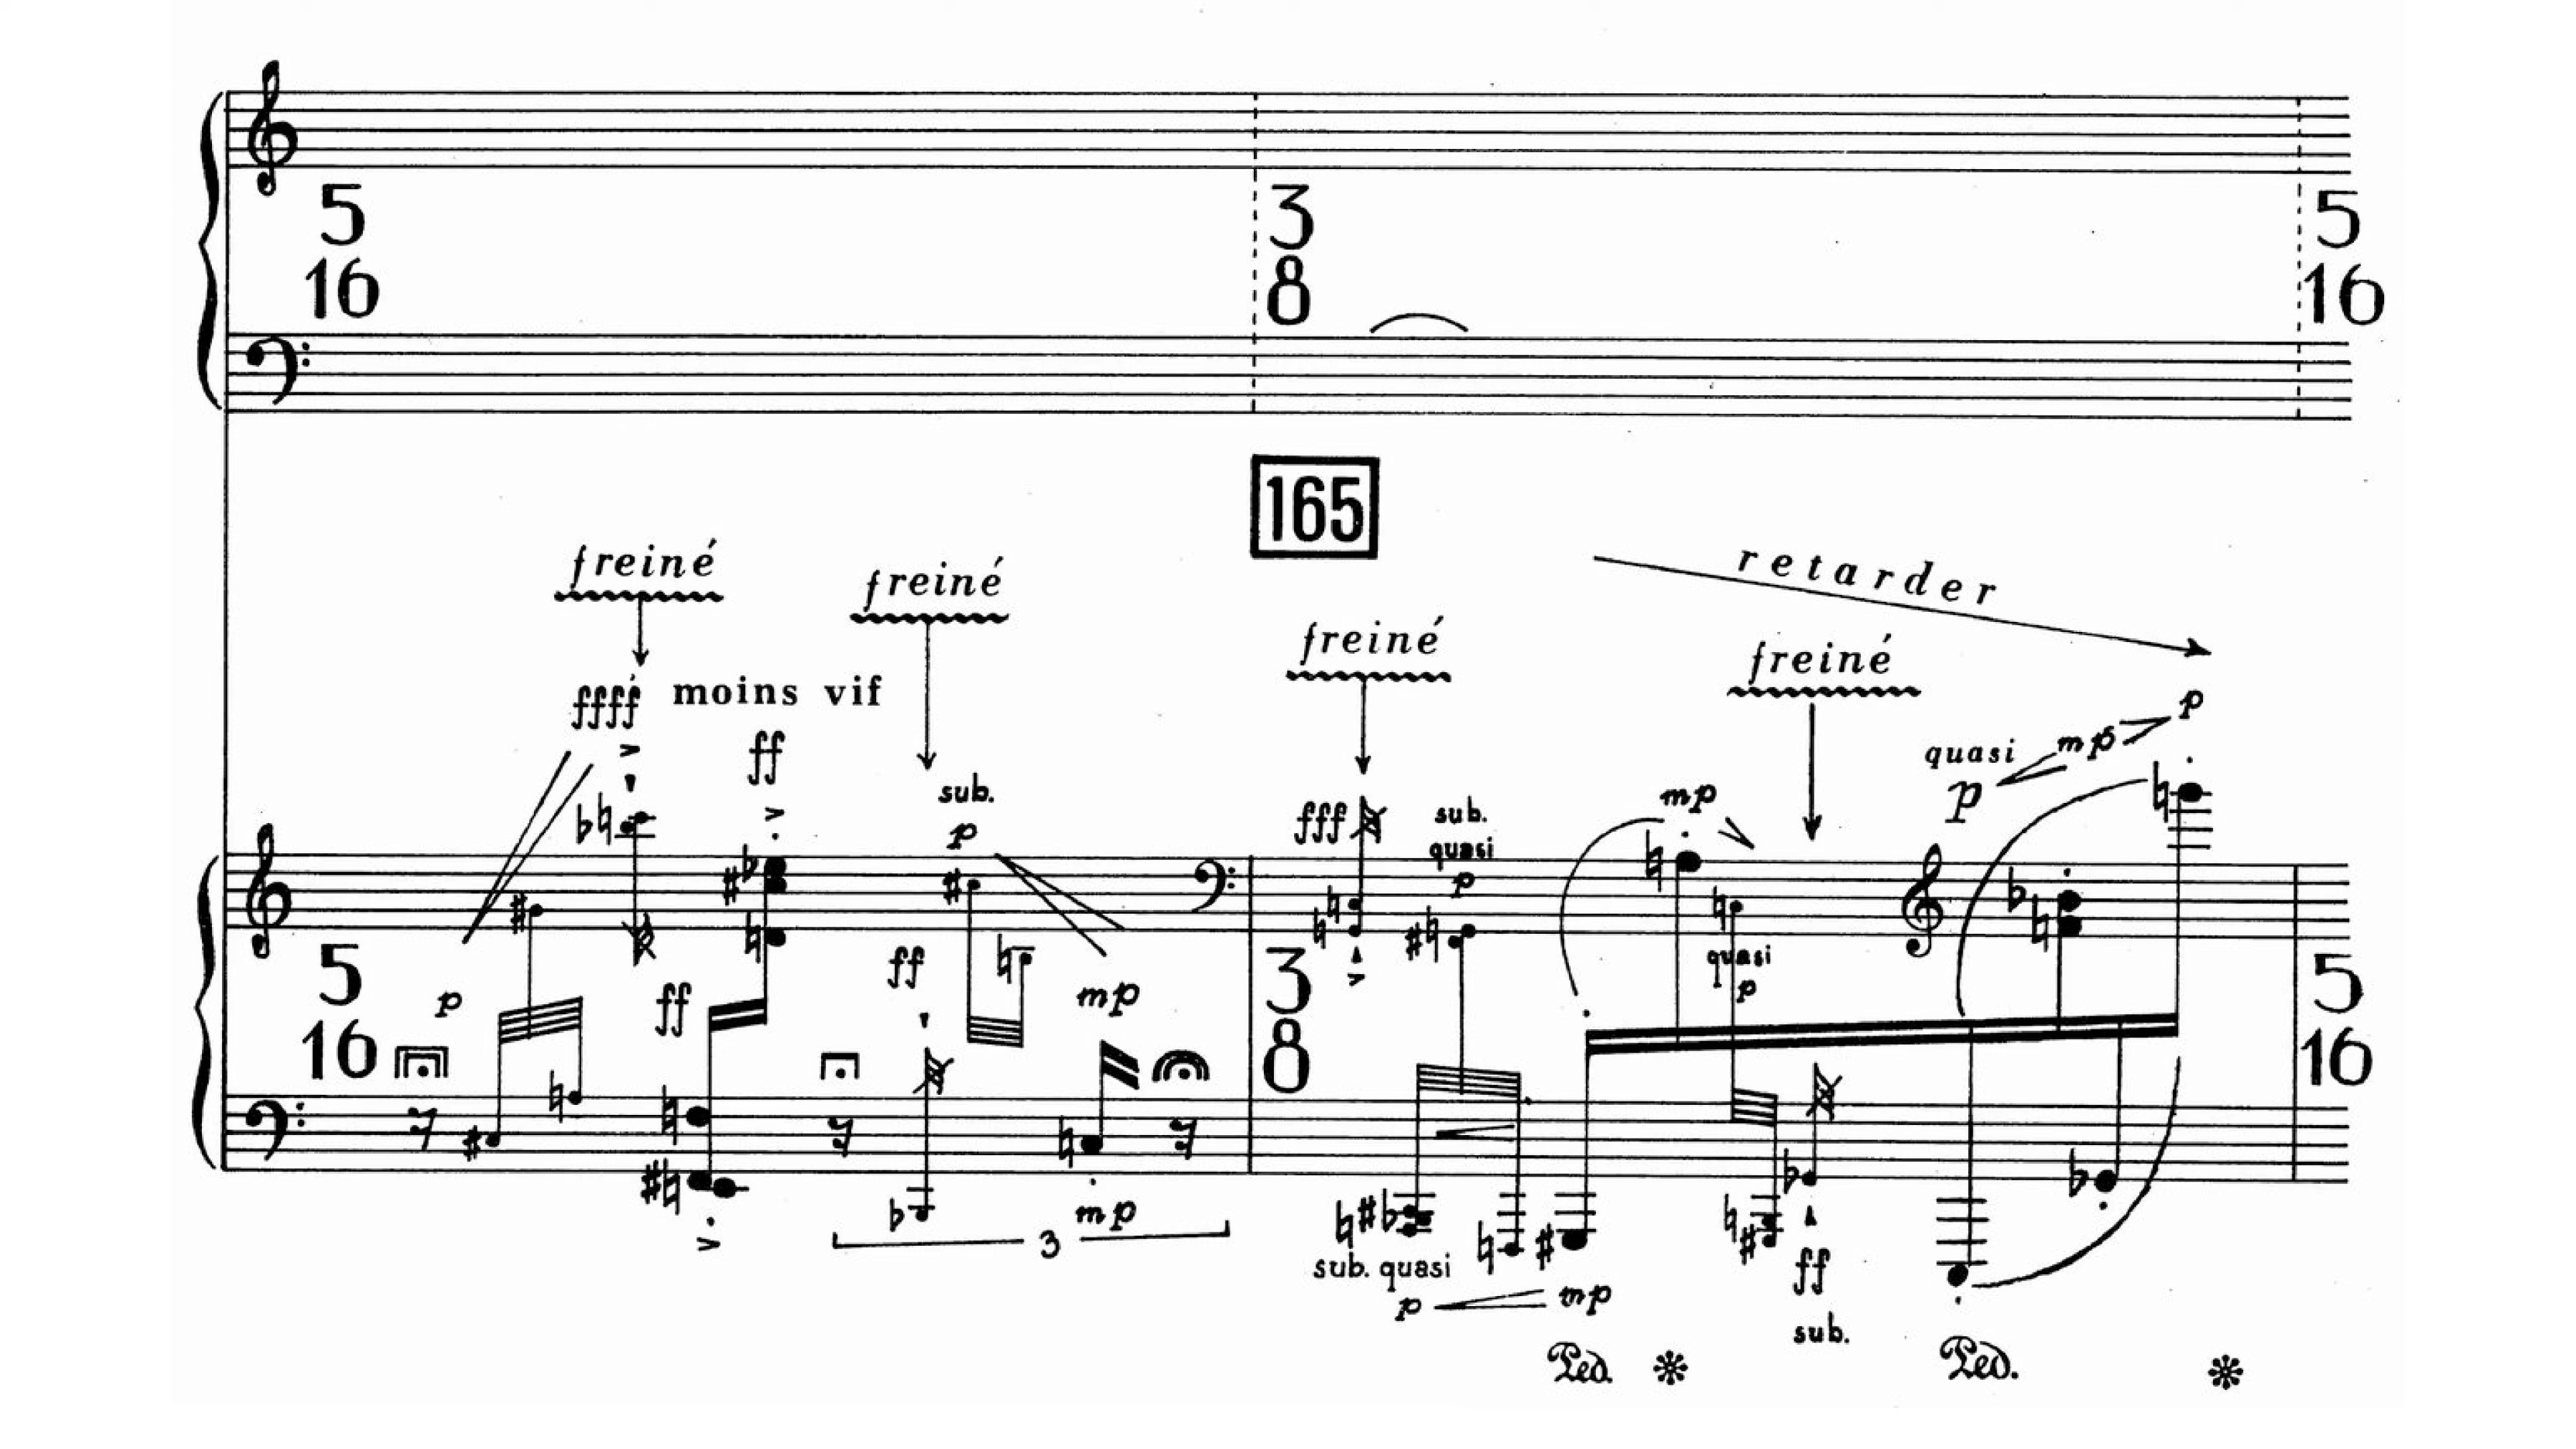 5 3 5
16 8 16
165
freiné freiné freiné retarder
freiné
ffff moins vif
ff
sub.
p
fff
sub.
quasi
p
mp
quasi
p
mp
p
5 3 5
16 8 16
p
ff
ff
mp
quasi
p
mp
3
sub. quasi
p mp
ff
sub.
Ped. * Ped. *